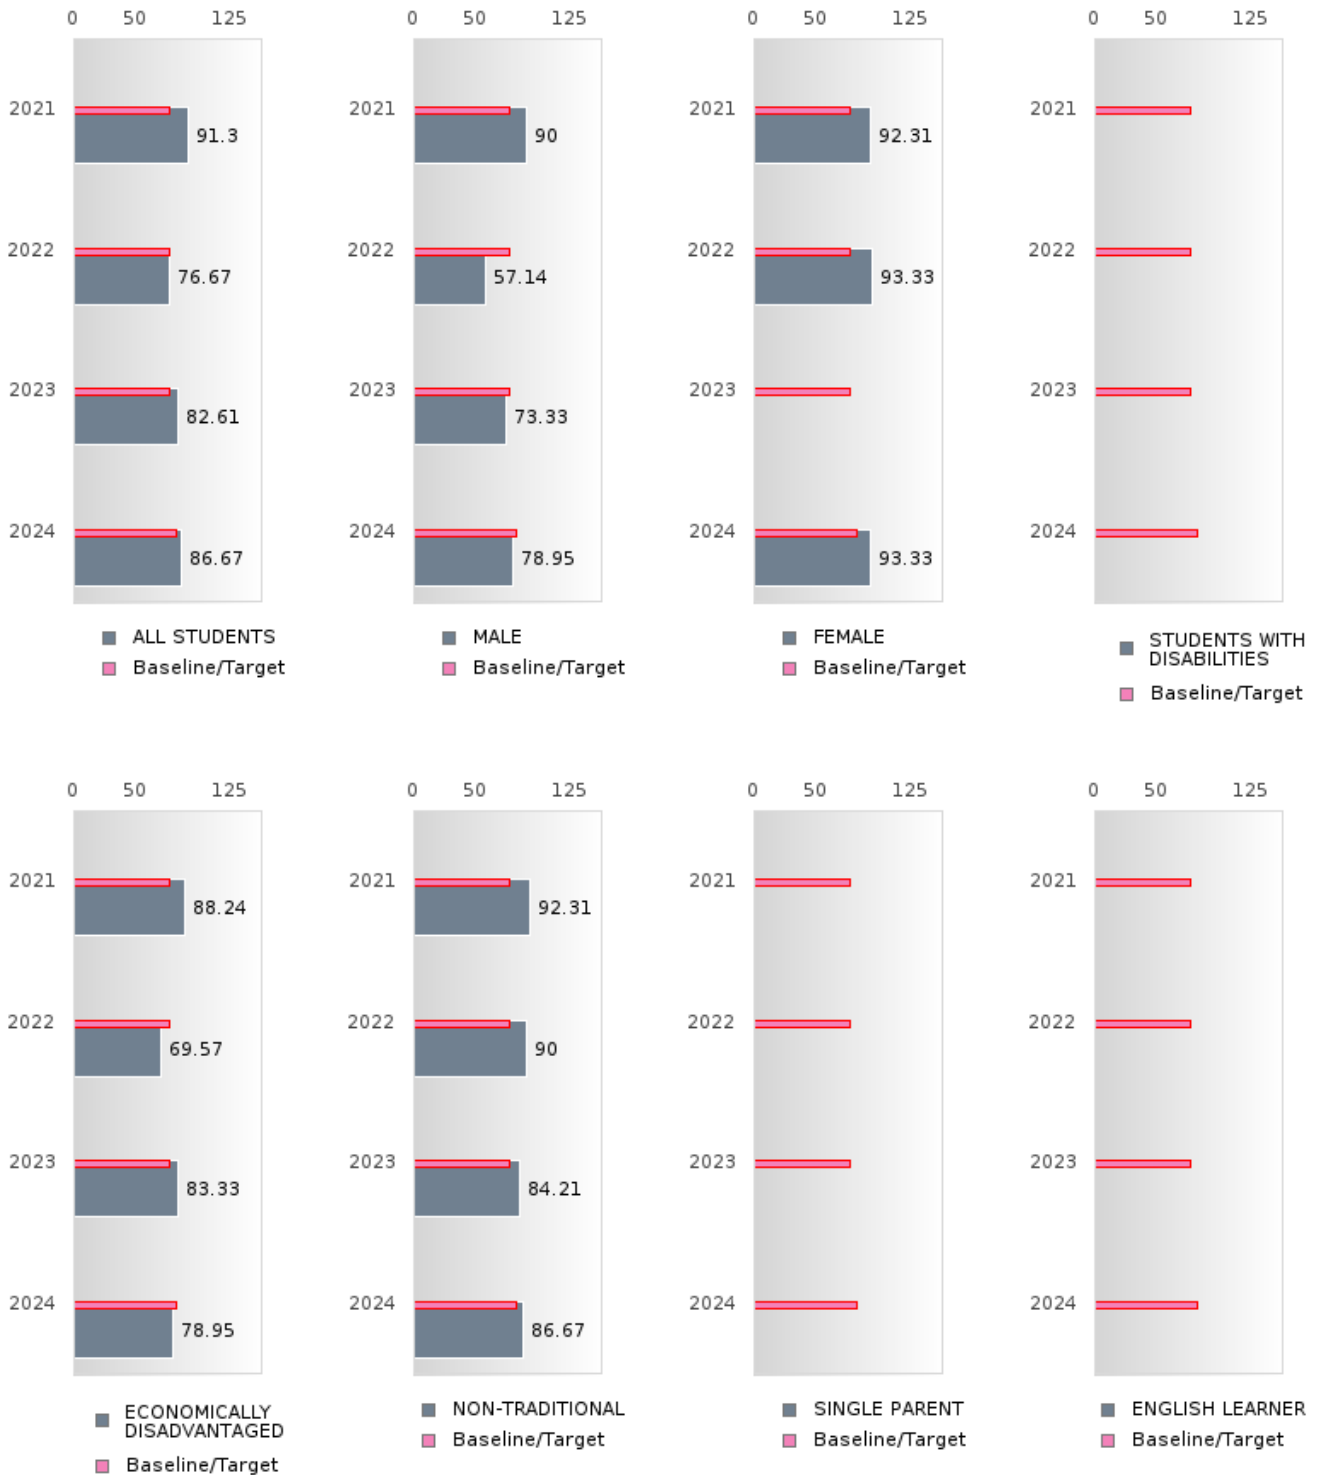 0 50 125
2021 91.3
2022 76.67
2023 82.61
2024 86.67
ALL STUDENTS
Baseline/Target
0 50 125
2021 90
2022 57.14
2023 73.33
2024 78.95
MALE
Baseline/Target
0 50 125
2021 92.31
2022 93.33
2023
2024 93.33
FEMALE
Baseline/Target
0 50 125
2021
2022
2023
2024
STUDENTS WITH
DISABILITIES
Baseline/Target
0 50 125
2021 88.24
2022 69.57
2023 83.33
2024 78.95
ECONOMICALLY
DISADVANTAGED
Baseline/Target
0 50 125
2021 92.31
2022 90
2023 84.21
2024 86.67
NON-TRADITIONAL
Baseline/Target
0 50 125
2021
2022
2023
2024
SINGLE PARENT
Baseline/Target
0 50 125
2021
2022
2023
2024
ENGLISH LEARNER
Baseline/Target